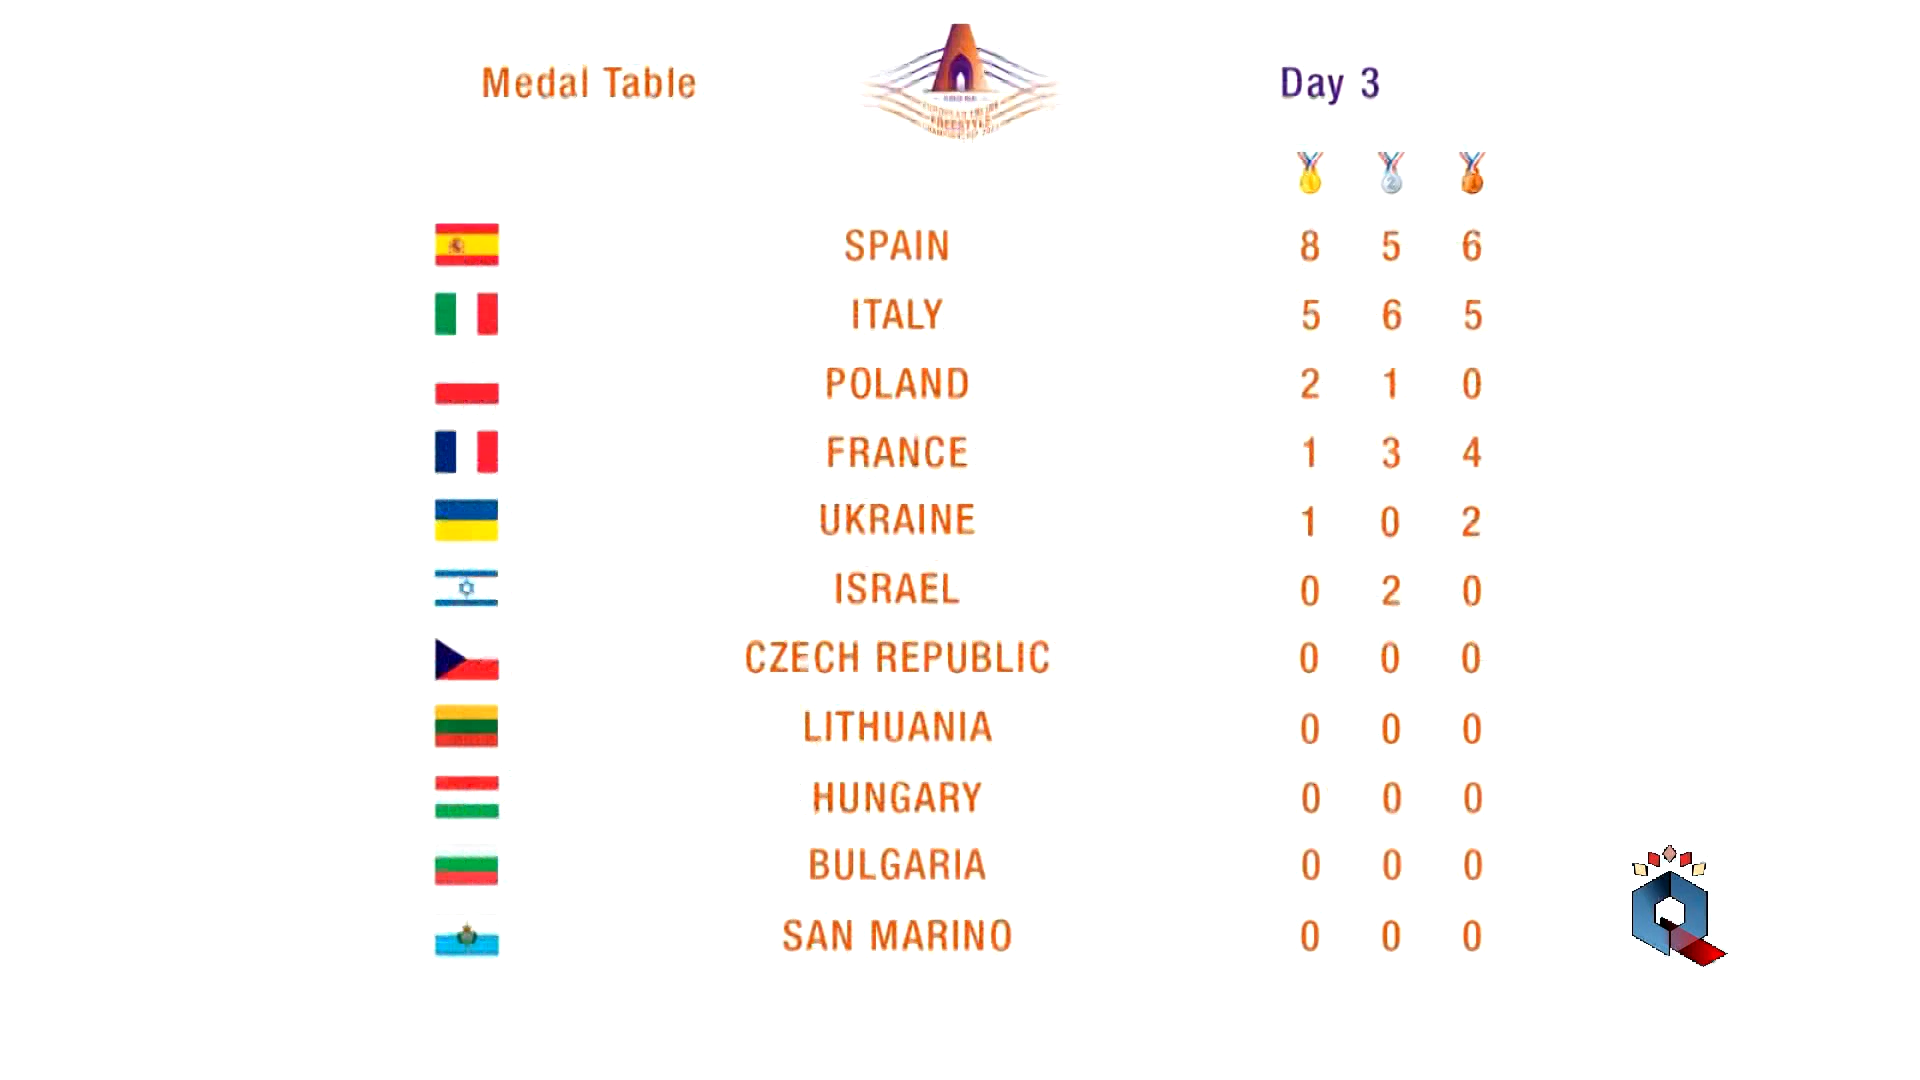 Medal Table
Day 3
SPAIN 8 5 6
ITALY 5 6 5
POLAND 2 1 0
FRANCE 1 3 4
UKRAINE 1 0 2
ISRAEL 0 2 0
CZECH REPUBLIC 0 0 0
LITHUANIA 0 0 0
HUNGARY 0 0 0
BULGARIA 0 0 0
SAN MARINO 0 0 0